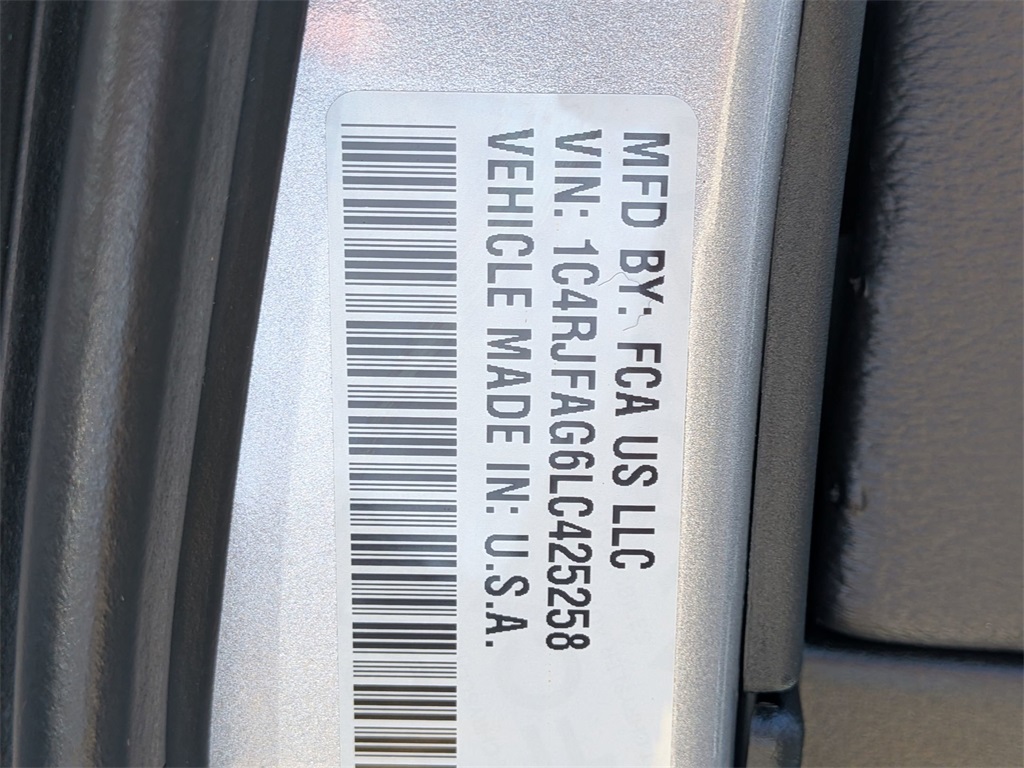 MFD BY: FCA US LLC
VIN: 1C4RJFAG6LC425258
VEHICLE MADE IN: U.S.A.